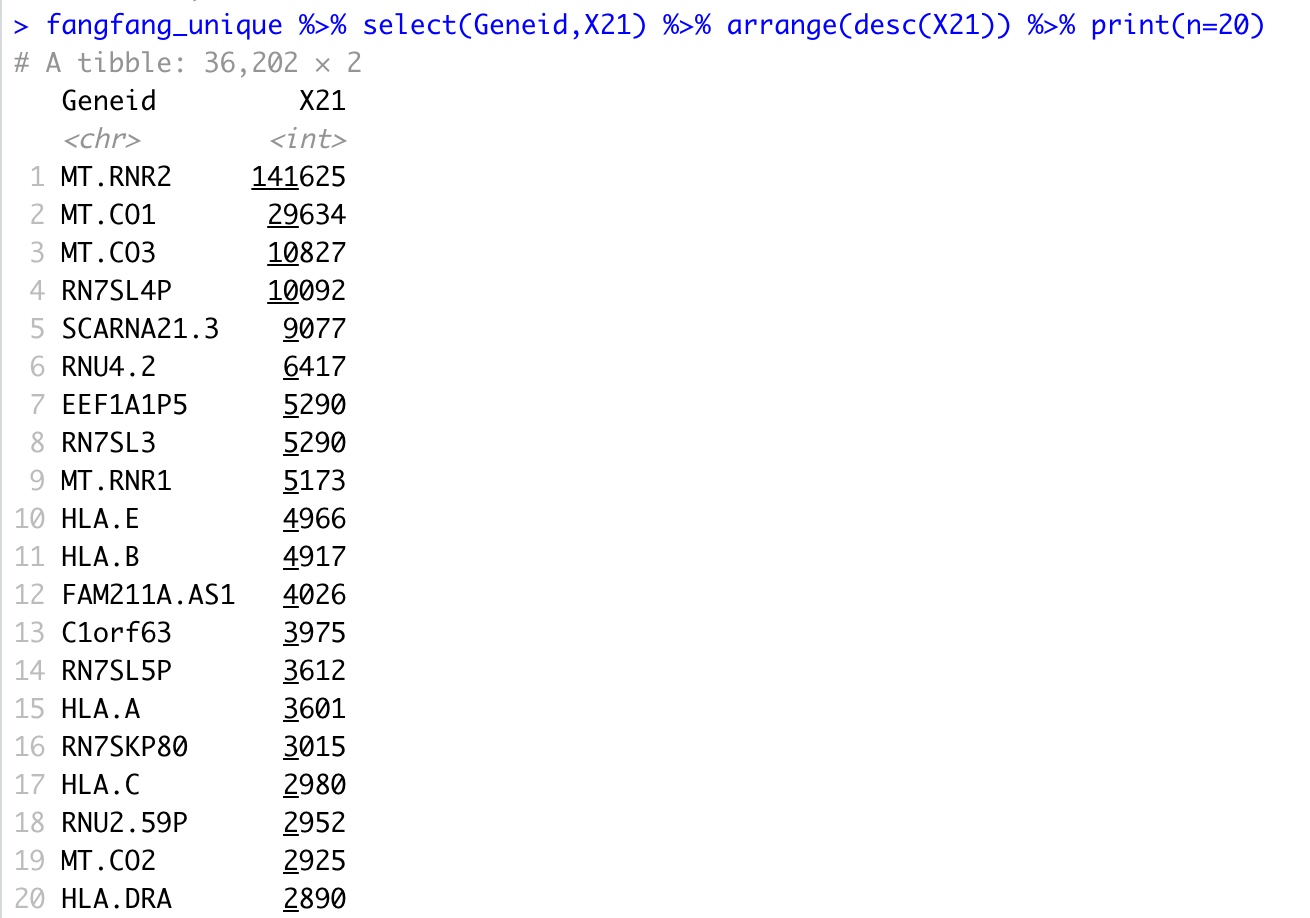 > fangfang_unique %>% select(Geneid,X21) %>% arrange(desc(X21)) %>% print(n=20)
# A tibble: 36,202 × 2
Geneid X21
<chr> <int>
1 MT.RNR2 141625
2 MT.CO1 29634
3 MT.CO3 10827
4 RN7SL4P 10092
5 SCARNA21.3 9077
6 RNU4.2 6417
7 EEF1A1P5 5290
8 RN7SL3 5290
9 MT.RNR1 5173
10 HLA.E 4966
11 HLA.B 4917
12 FAM211A.AS1 4026
13 C1orf63 3975
14 RN7SL5P 3612
15 HLA.A 3601
16 RN7SKP80 3015
17 HLA.C 2980
18 RNU2.59P 2952
19 MT.CO2 2925
20 HLA.DRA 2890